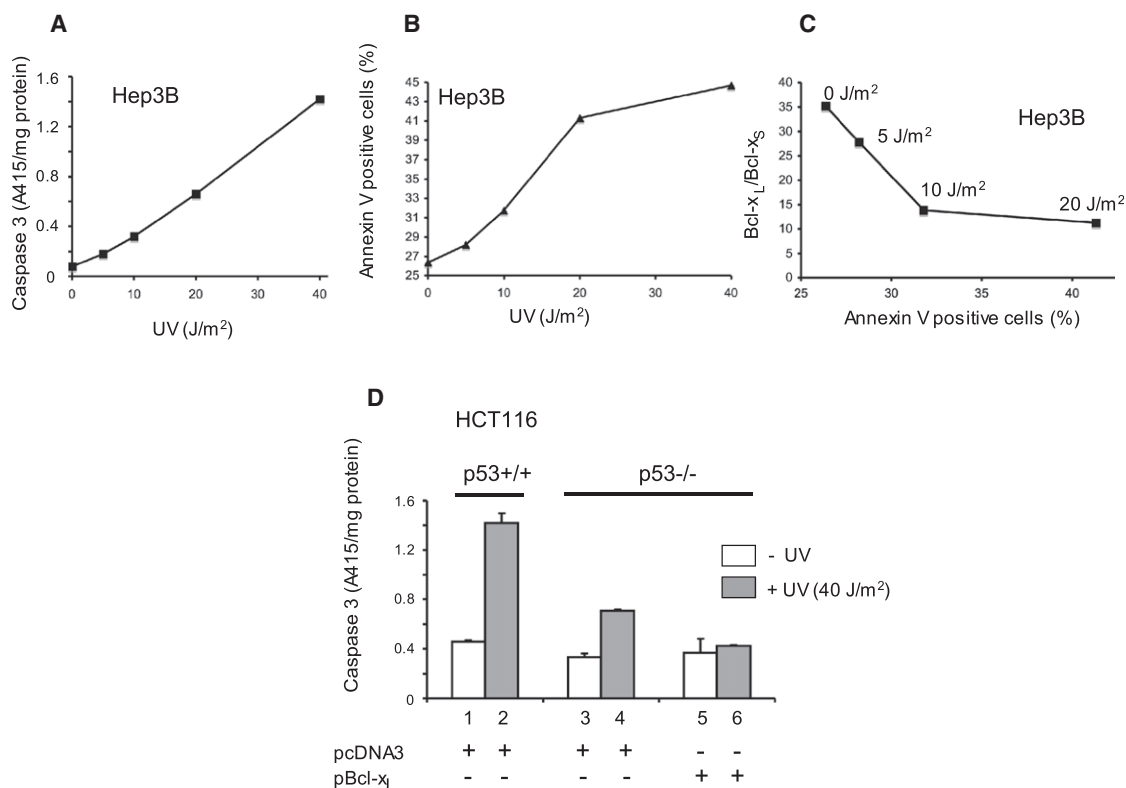 A
Caspase 3 (A415/mg protein)
1.6
1.2
0.8
0.4
0
Hep3B
0 10 20 30 40
UV (J/m²)
B
Annexin V positive cells (%)
45
43
41
39
37
35
33
31
29
27
25
Hep3B
0 10 20 30 40
UV (J/m²)
C
Bcl-x L/Bcl-xS
40
35
30
25
20
15
10
5
0
0 J/m²
5 J/m²
10 J/m²
20 J/m²
Hep3B
25 30 35 40
Annexin V positive cells (%)
D
HCT116
p53+/+ p53-/-
Caspase 3 (A415/mg protein)
1.6
1.2
0.8
0.4
0
- UV
+ UV (40 J/m²)
1 2 3 4 5 6
pcDNA3 + + + + - -
pBcl-xL - - - - + +